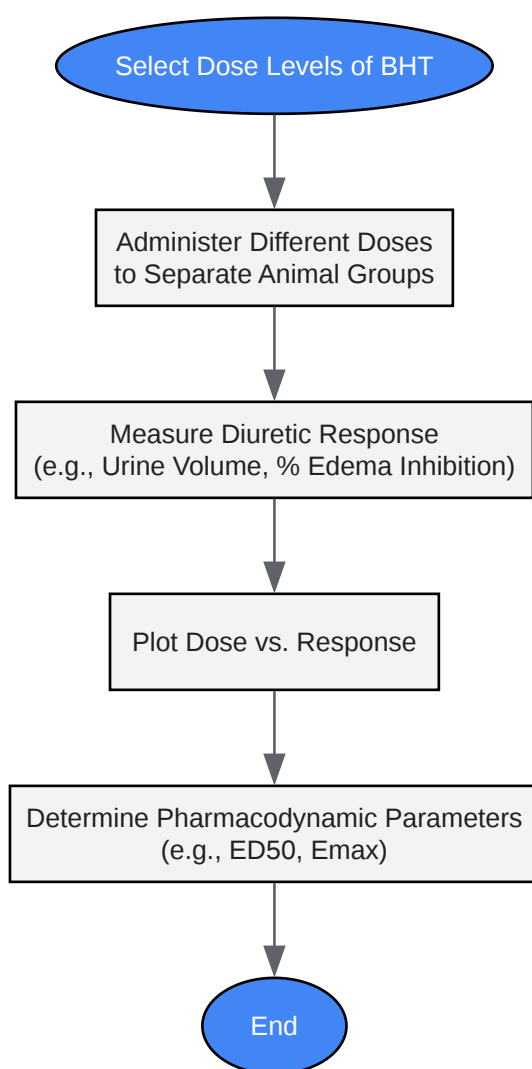 Select Dose Levels of BHT
Administer Different Doses
to Separate Animal Groups
Measure Diuretic Response
(e.g., Urine Volume, % Edema Inhibition)
Plot Dose vs. Response
Determine Pharmacodynamic Parameters
(e.g., ED50, Emax)
End